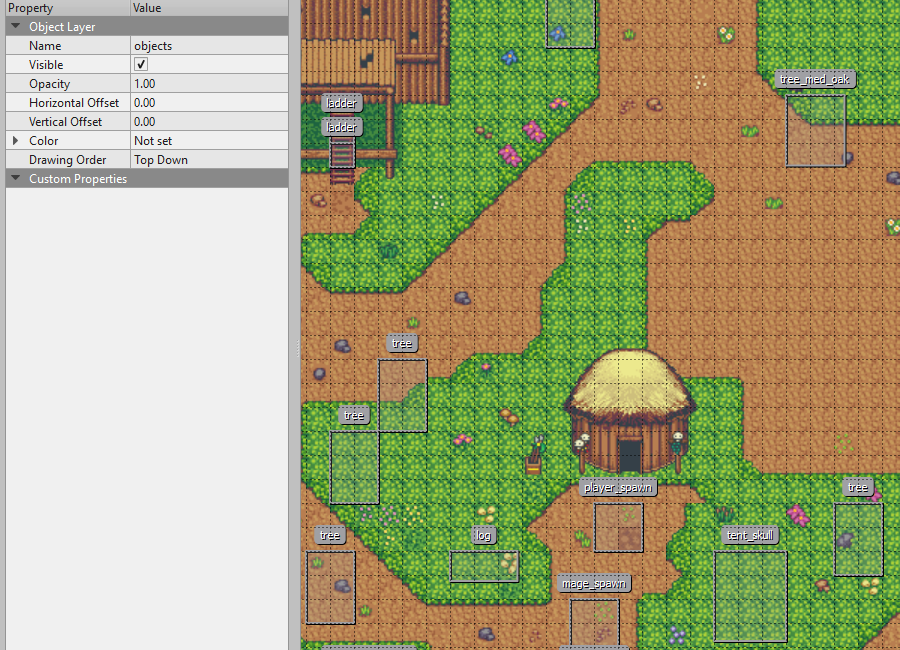 Property Value
Object Layer
Name objects
Visible
Opacity 1.00
Horizontal Offset 0.00
Vertical Offset 0.00
Color Not set
Drawing Order Top Down
Custom Properties
tree_med_oak
ladder
ladder
tree
tree
player_spawn
tree
tree
log
tent_skull
mage_spawn